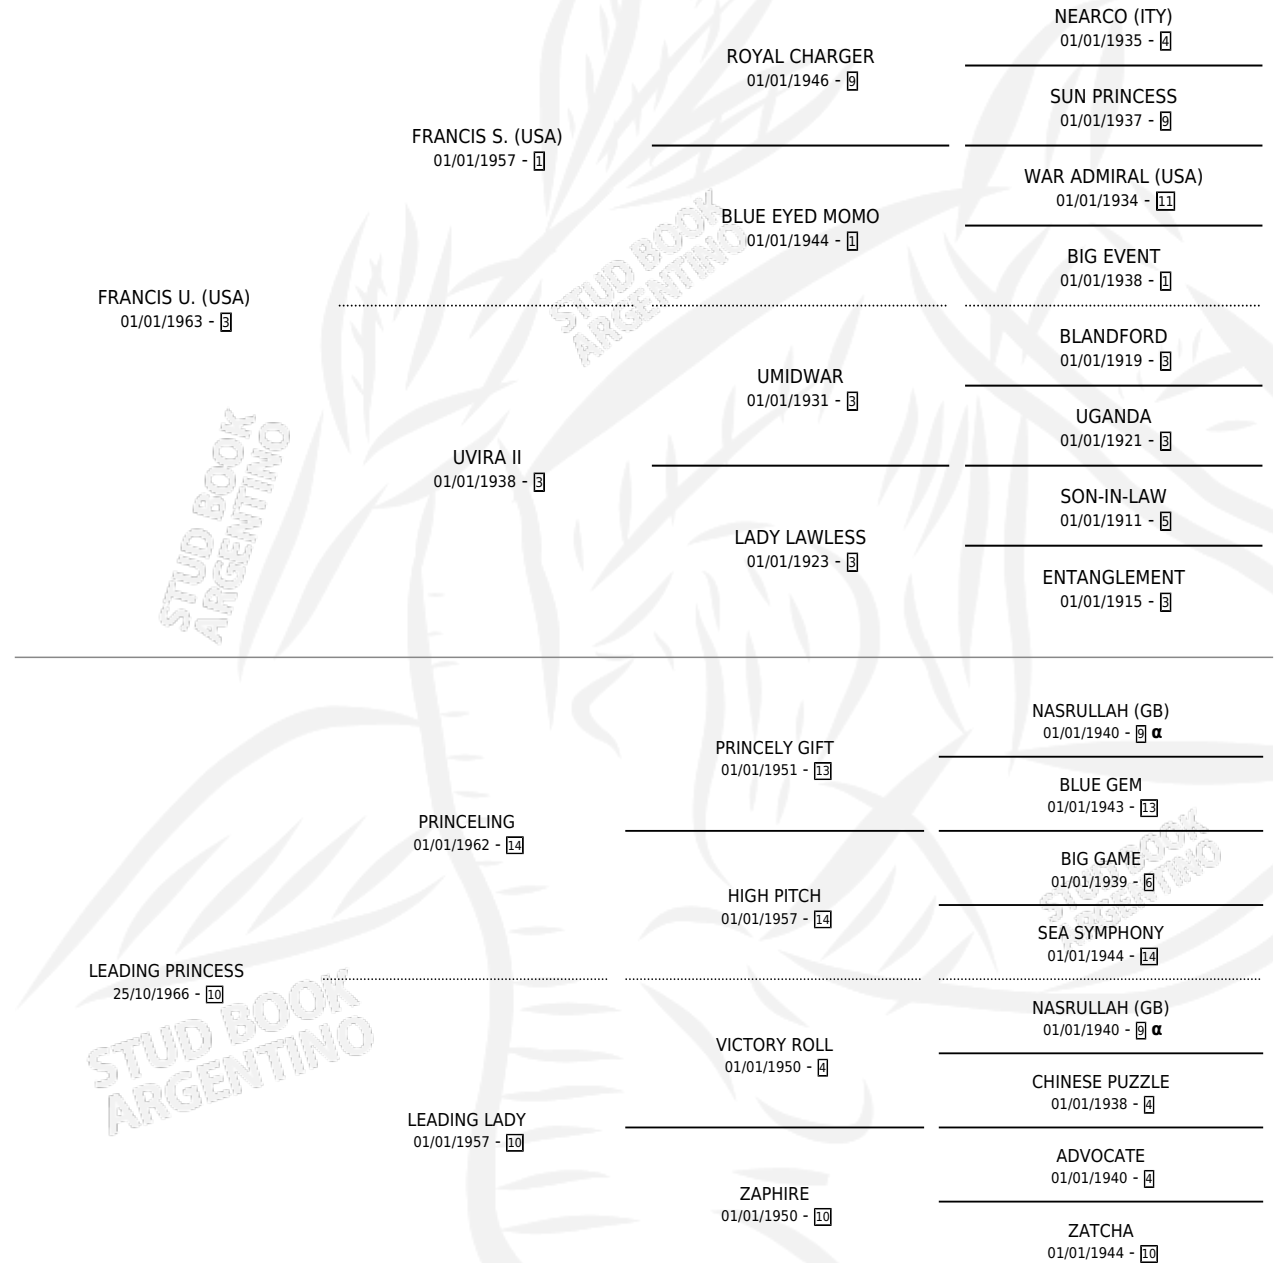 NEARCO (ITY)
01/01/1935 - 4
ROYAL CHARGER
01/01/1946 - 9
SUN PRINCESS
01/01/1937 - 9
FRANCIS S. (USA)
01/01/1957 - 1
WAR ADMIRAL (USA)
01/01/1934 - 11
BLUE EYED MOMO
01/01/1944 - 1
BIG EVENT
01/01/1938 - 1
STUD BOOK
ARGENTINO
FRANCIS U. (USA)
01/01/1963 - 3
BLANDFORD
01/01/1919 - 3
UMIDWAR
01/01/1931 - 3
UGANDA
01/01/1921 - 3
UVIRA II
01/01/1938 - 3
SON-IN-LAW
01/01/1911 - 5
LADY LAWLESS
01/01/1923 - 3
ENTANGLEMENT
01/01/1915 - 3
STUD BOOK
ARGENTINO
NASRULLAH (GB)
01/01/1940 - 9 α
PRINCELY GIFT
01/01/1951 - 13
BLUE GEM
01/01/1943 - 13
PRINCELING
01/01/1962 - 14
BIG GAME
01/01/1939 - 6
HIGH PITCH
01/01/1957 - 14
SEA SYMPHONY
01/01/1944 - 14
STUD BOOK
ARGENTINO
LEADING PRINCESS
25/10/1966 - 10
NASRULLAH (GB)
01/01/1940 - 9 α
VICTORY ROLL
01/01/1950 - 4
CHINESE PUZZLE
01/01/1938 - 4
STUD BOOK
ARGENTINO
LEADING LADY
01/01/1957 - 10
ADVOCATE
01/01/1940 - 4
ZAPHIRE
01/01/1950 - 10
ZATCHA
01/01/1944 - 10